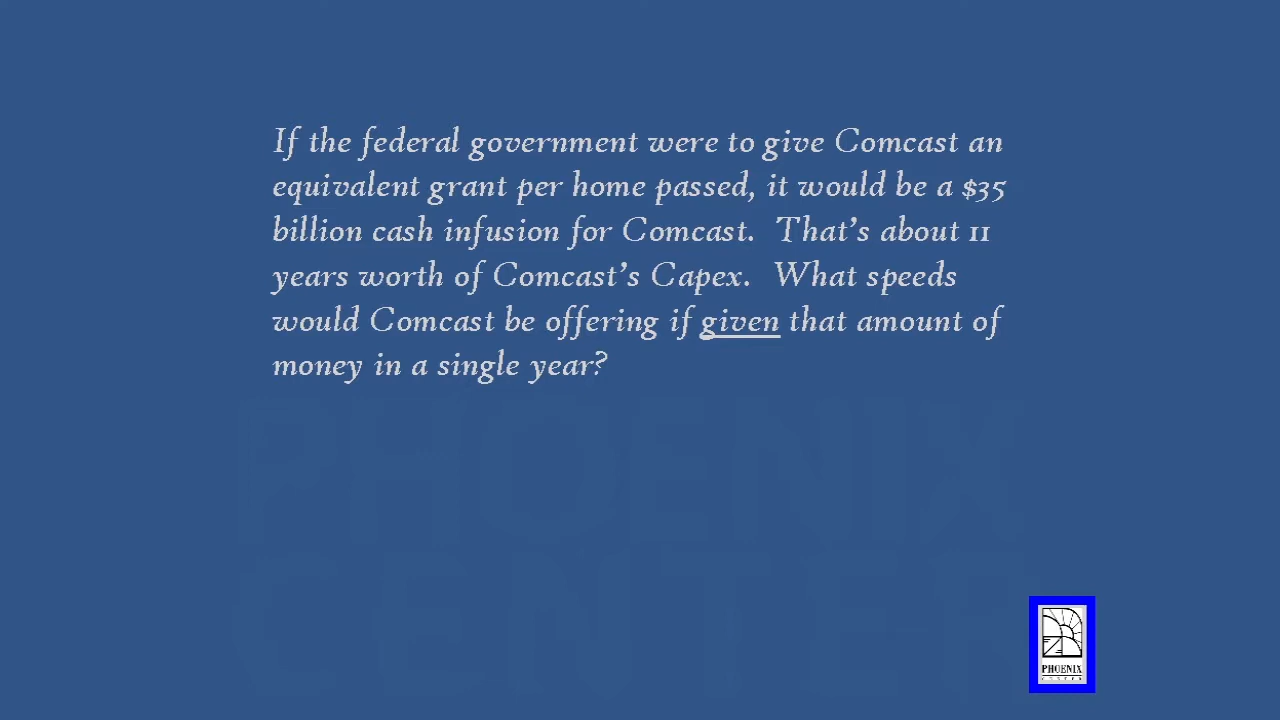 If the federal government were to give Comcast an
equivalent grant per home passed, it would be a $35
billion cash infusion for Comcast.  That's about 11
years worth of Comcast's Capex.  What speeds
would Comcast be offering if given that amount of
money in a single year?
PHOENIX
CENTER
PHOENIX
CENTER